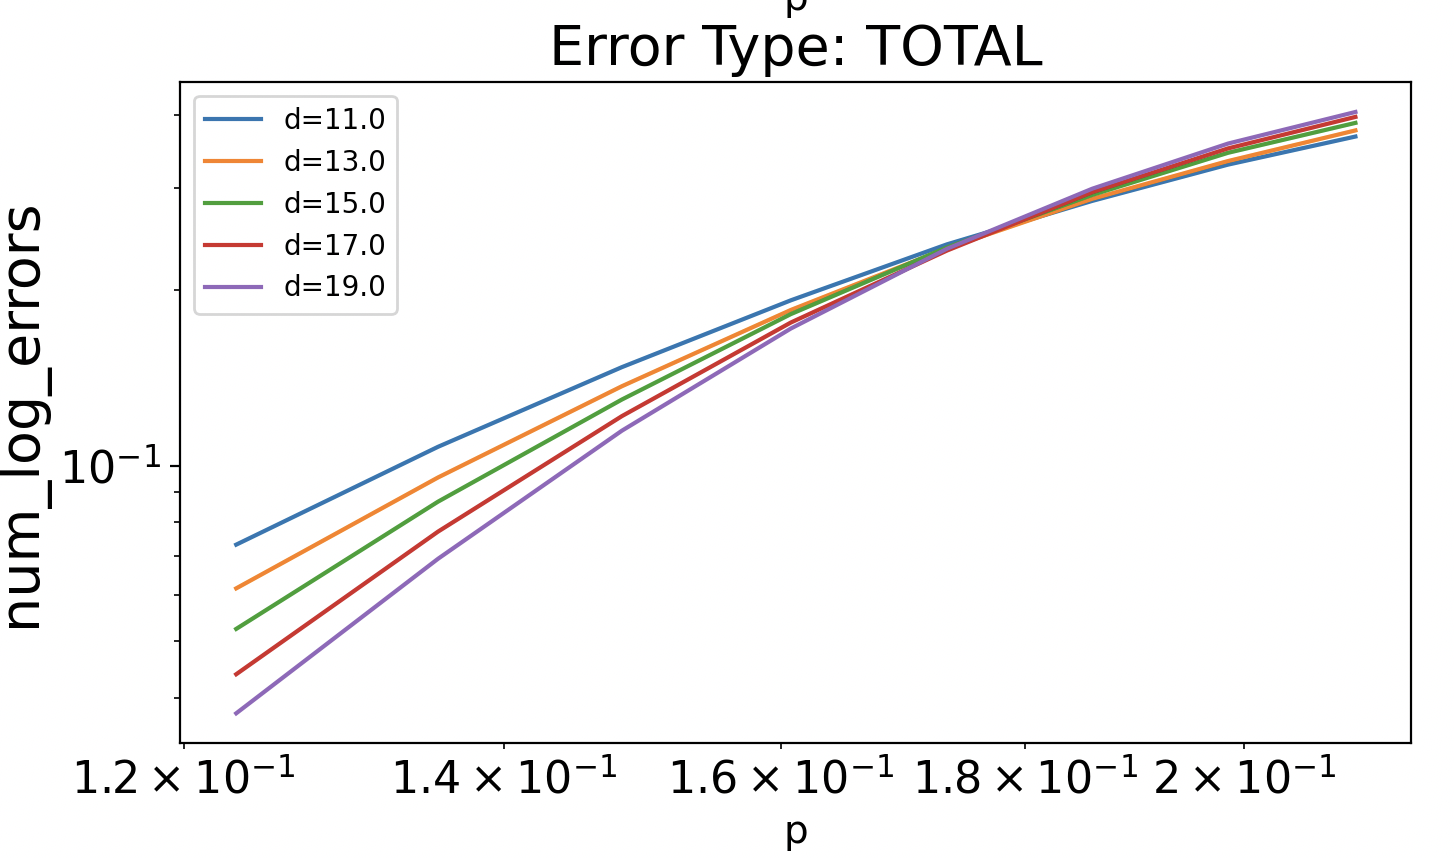 p
Error Type: TOTAL
d=11.0
d=13.0
d=15.0
d=17.0
d=19.0
num_log_errors
10⁻¹
1.2 × 10⁻¹ 1.4 × 10⁻¹ 1.6 × 10⁻¹ 1.8 × 10⁻¹ 2 × 10⁻¹
p